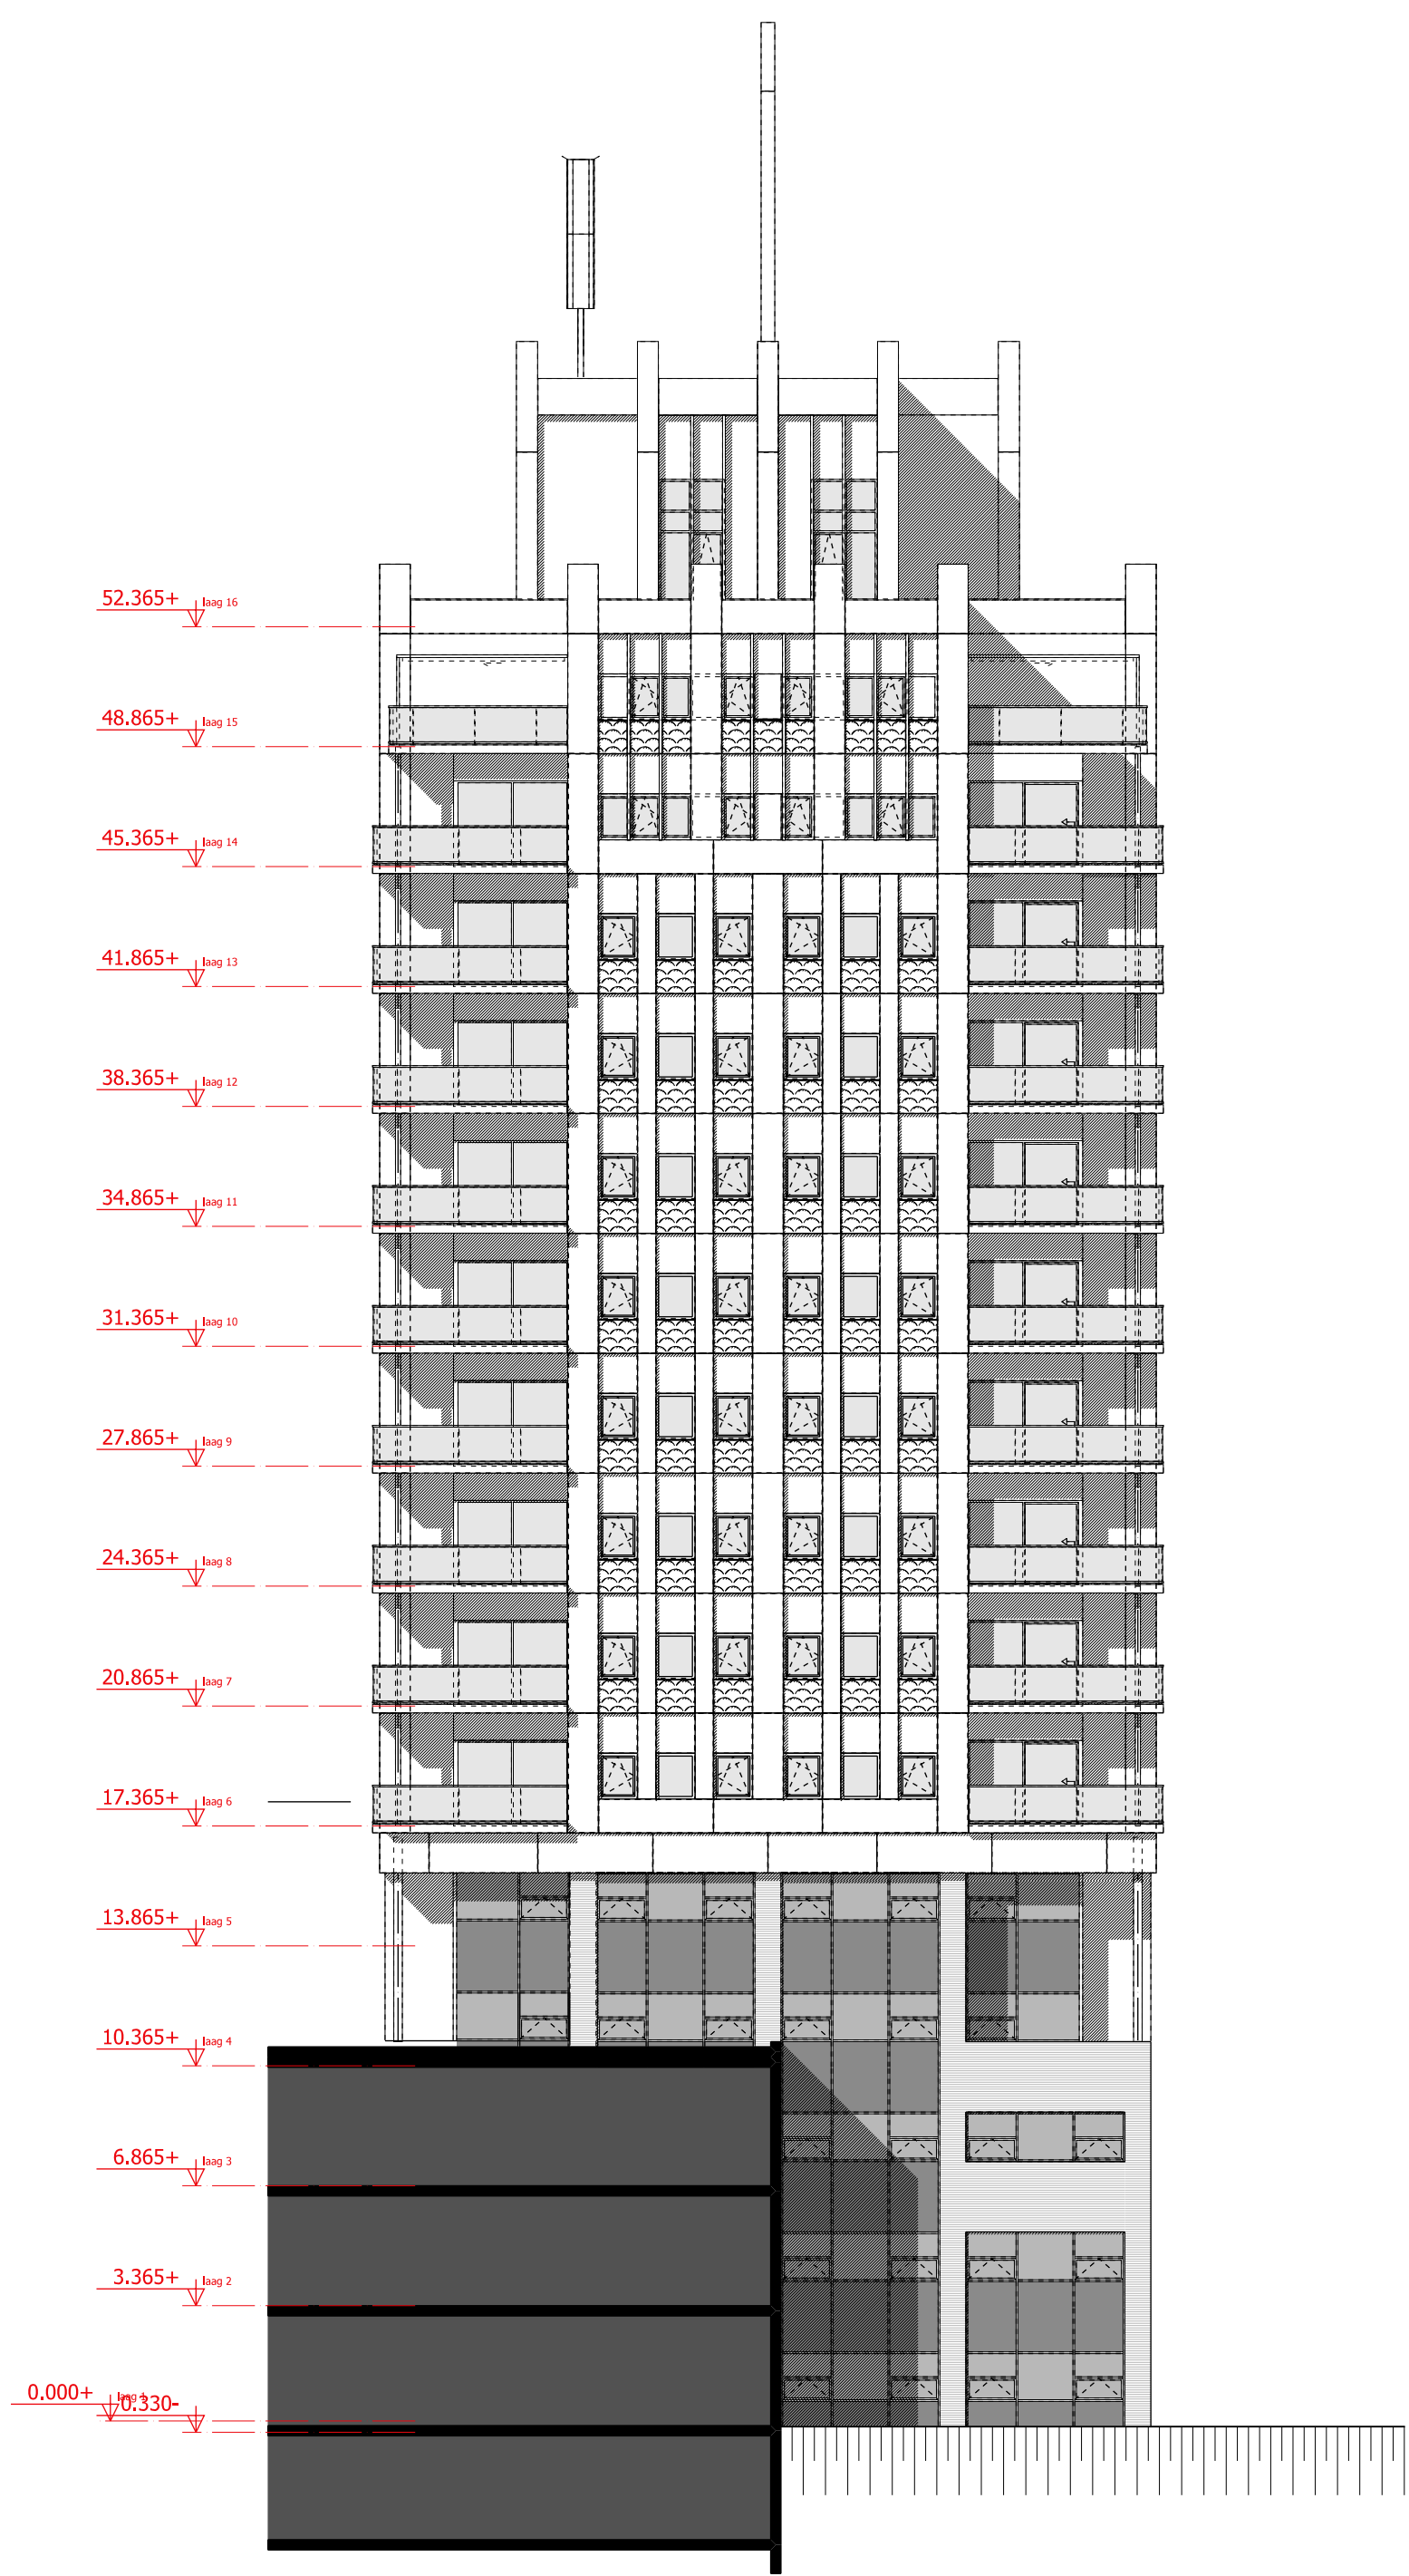 52.365+ laag 16
48.865+ laag 15
45.365+ laag 14
41.865+ laag 13
38.365+ laag 12
34.865+ laag 11
31.365+ laag 10
27.865+ laag 9
24.365+ laag 8
20.865+ laag 7
17.365+ laag 6
13.865+ laag 5
10.365+ laag 4
6.865+ laag 3
3.365+ laag 2
0.000+ laag 1
0.330-